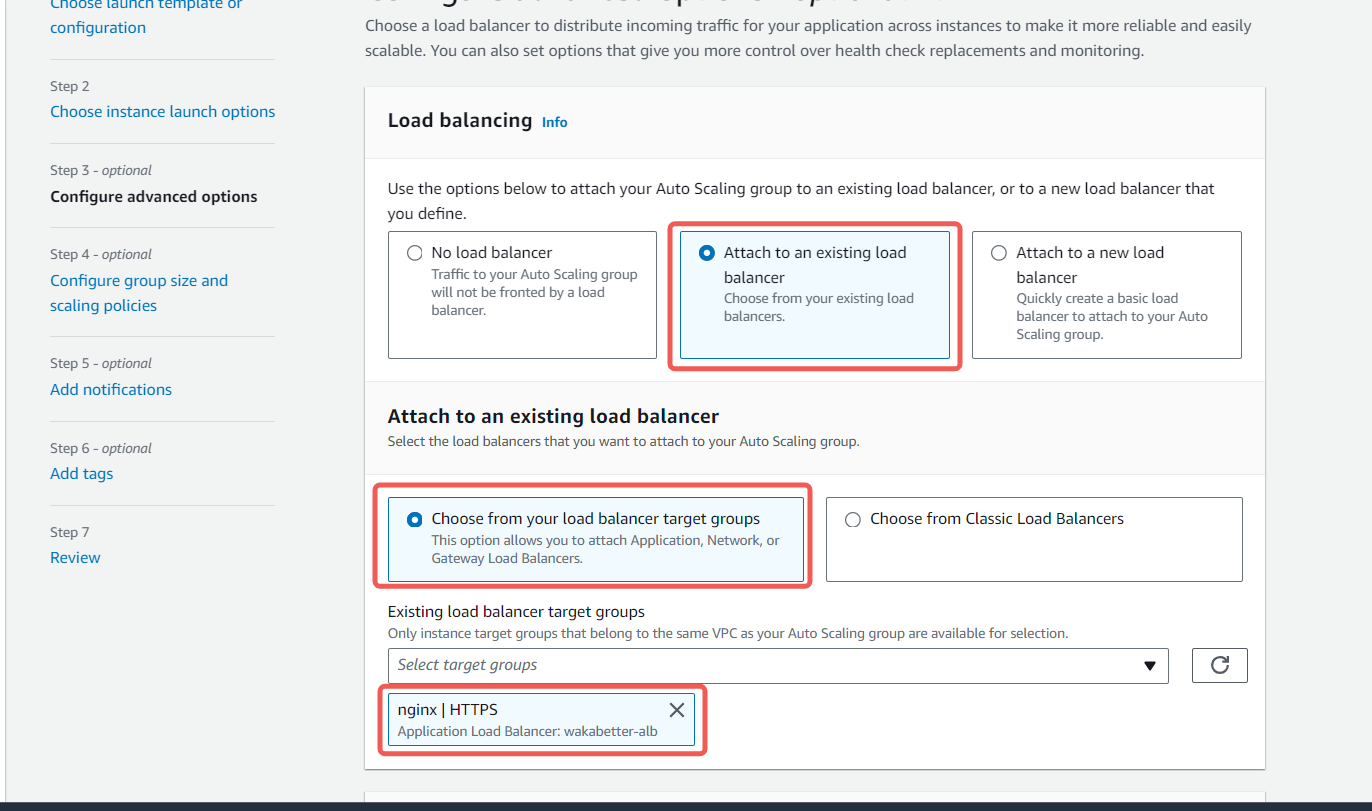 Choose launch template or
configuration
Step 2
Choose instance launch options
Step 3 - optional
Configure advanced options
Step 4 - optional
Configure group size and
scaling policies
Step 5 - optional
Add notifications
Step 6 - optional
Add tags
Step 7
Review
Choose a load balancer to distribute incoming traffic for your application across instances to make it more reliable and easily
scalable. You can also set options that give you more control over health check replacements and monitoring.
Load balancing Info
Use the options below to attach your Auto Scaling group to an existing load balancer, or to a new load balancer that
you define.
No load balancer
Traffic to your Auto Scaling group
will not be fronted by a load
balancer.
Attach to an existing load
balancer
Choose from your existing load
balancers.
Attach to a new load
balancer
Quickly create a basic load
balancer to attach to your Auto
Scaling group.
Attach to an existing load balancer
Select the load balancers that you want to attach to your Auto Scaling group.
Choose from your load balancer target groups
This option allows you to attach Application, Network, or
Gateway Load Balancers.
Choose from Classic Load Balancers
Existing load balancer target groups
Only instance target groups that belong to the same VPC as your Auto Scaling group are available for selection.
Select target groups
nginx | HTTPS
Application Load Balancer: wakabetter-alb